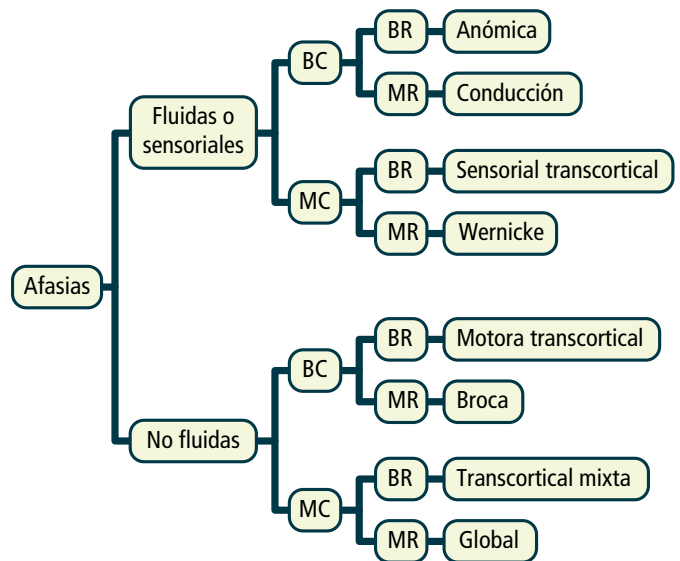 BR
Anómica
BC
MR
Conducción
Fluidas o
sensoriales
BR
Sensorial transcortical
MC
MR
Wernicke
Afasias
BR
Motora transcortical
BC
MR
Broca
No fluidas
BR
Transcortical mixta
MC
MR
Global